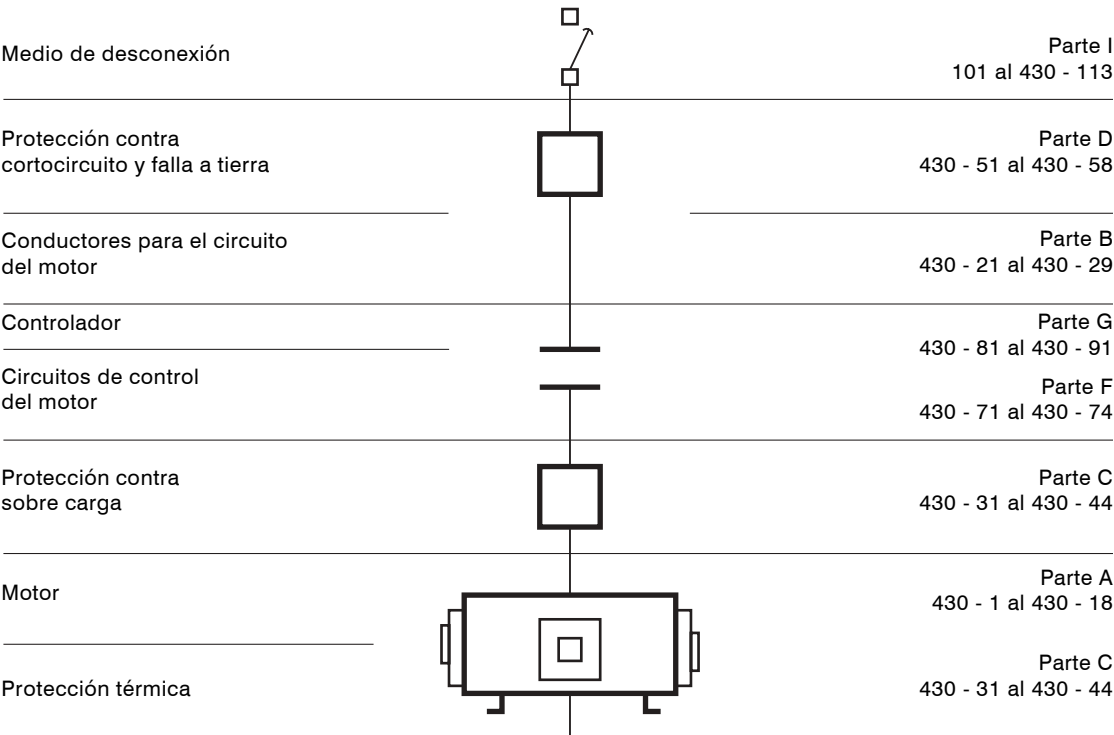 Medio de desconexión
Parte I
101 al 430 - 113
Protección contra
cortocircuito y falla a tierra
Parte D
430 - 51 al 430 - 58
Conductores para el circuito
del motor
Parte B
430 - 21 al 430 - 29
Controlador
Parte G
430 - 81 al 430 - 91
Circuitos de control
del motor
Parte F
430 - 71 al 430 - 74
Protección contra
sobre carga
Parte C
430 - 31 al 430 - 44
Motor
Parte A
430 - 1 al 430 - 18
Protección térmica
Parte C
430 - 31 al 430 - 44